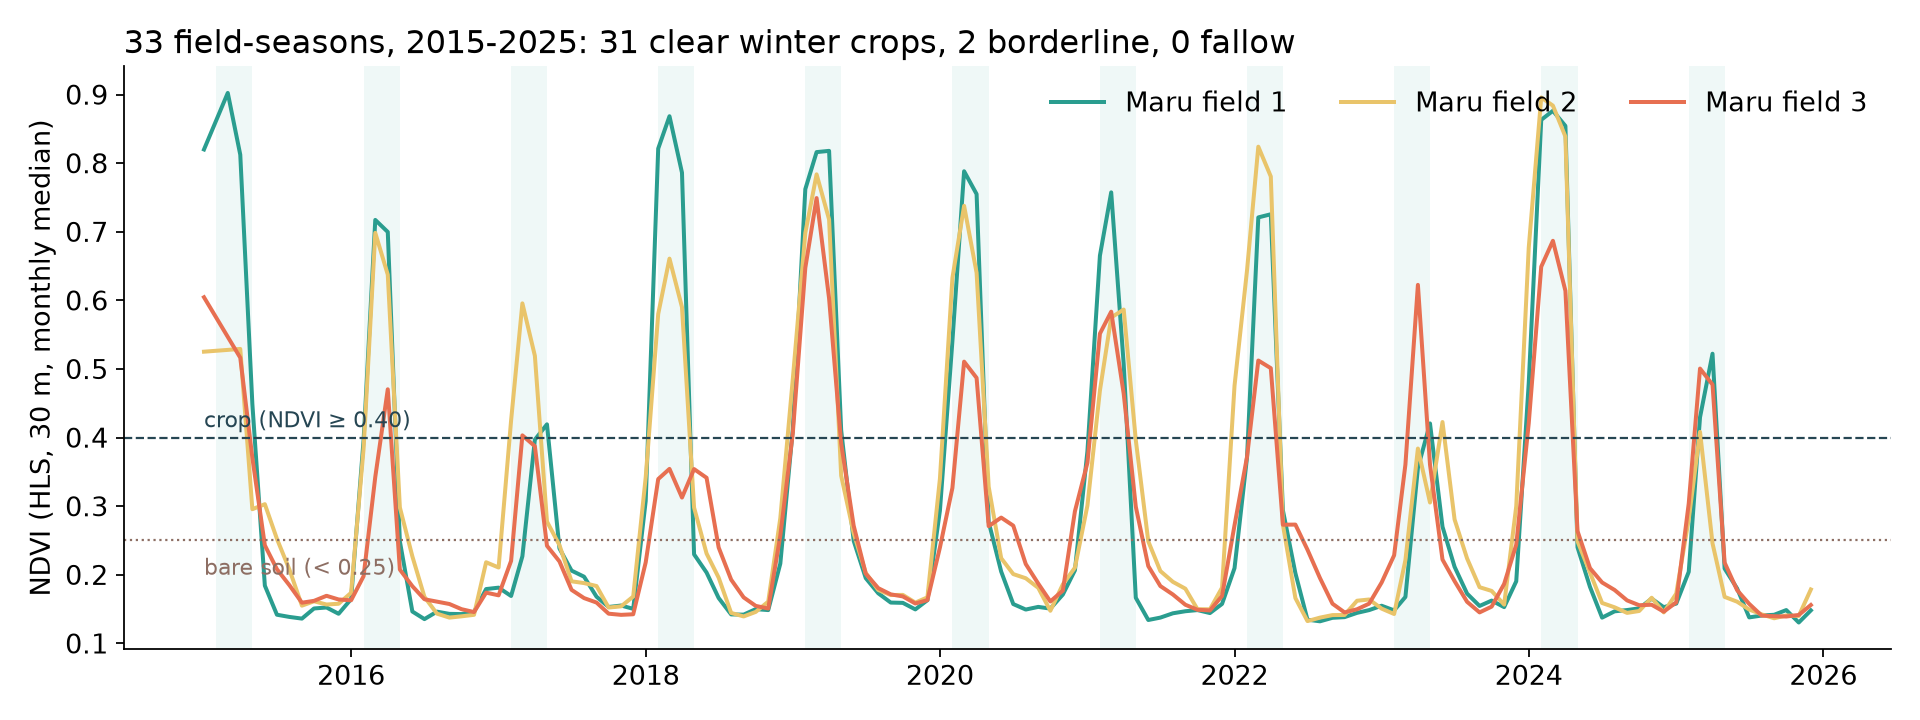 33 field-seasons, 2015-2025: 31 clear winter crops, 2 borderline, 0 fallow
Maru field 1
Maru field 2
Maru field 3
NDVI (HLS, 30 m, monthly median)
0.9
0.8
0.7
0.6
0.5
0.4
0.3
0.2
0.1
crop (NDVI ≥ 0.40)
bare soil (< 0.25)
2016
2018
2020
2022
2024
2026